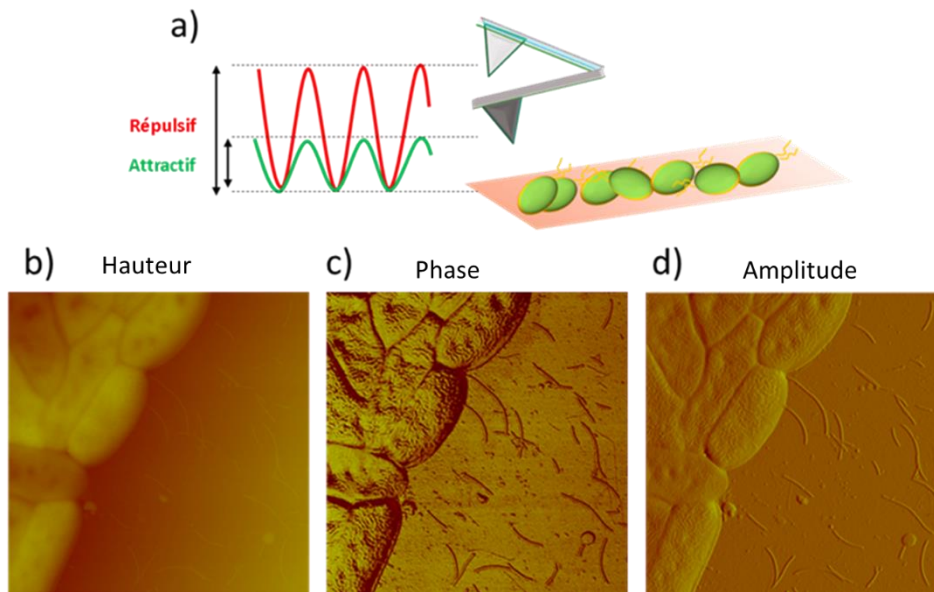 a)
Répulsif
Attractif
b)
Hauteur
c)
Phase
d)
Amplitude